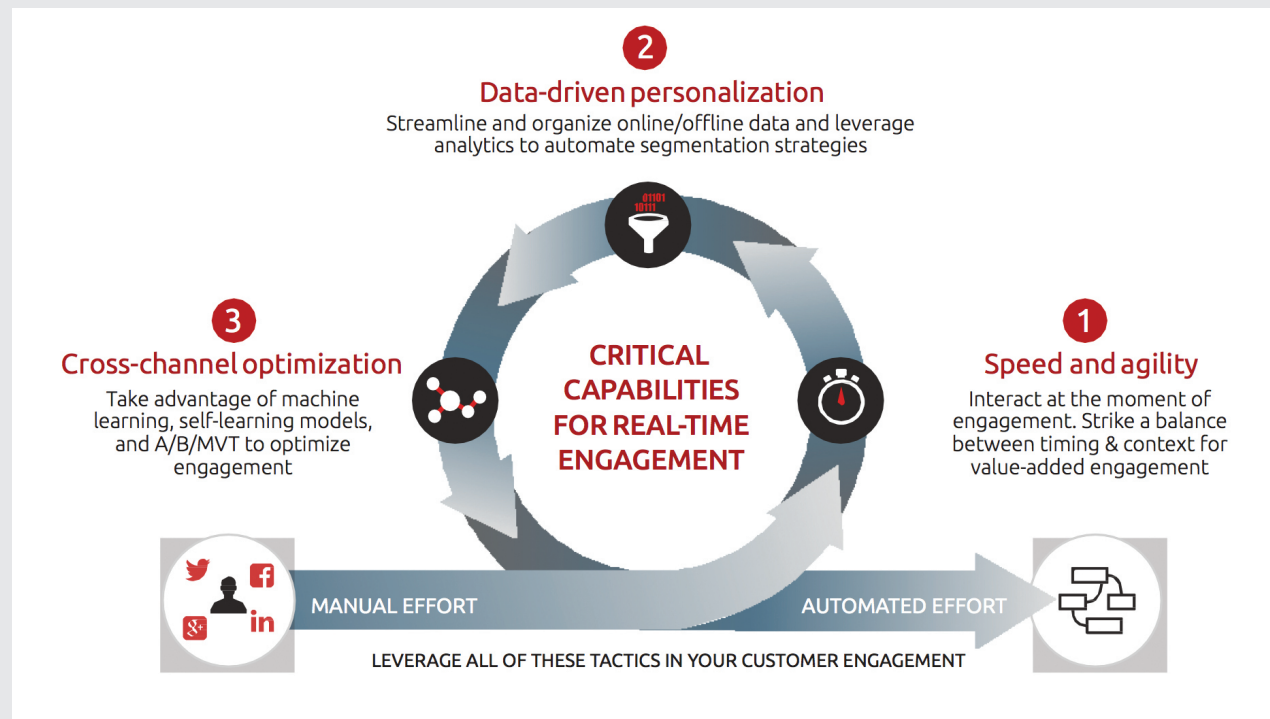 2
Data-driven personalization
Streamline and organize online/offline data and leverage
analytics to automate segmentation strategies
01101
10111
3
Cross-channel optimization
Take advantage of machine
learning, self-learning models,
and A/B/MVT to optimize
engagement
CRITICAL
CAPABILITIES
FOR REAL-TIME
ENGAGEMENT
1
Speed and agility
Interact at the moment of
engagement. Strike a balance
between timing & context for
value-added engagement
f
g+
in
MANUAL EFFORT
AUTOMATED EFFORT
LEVERAGE ALL OF THESE TACTICS IN YOUR CUSTOMER ENGAGEMENT